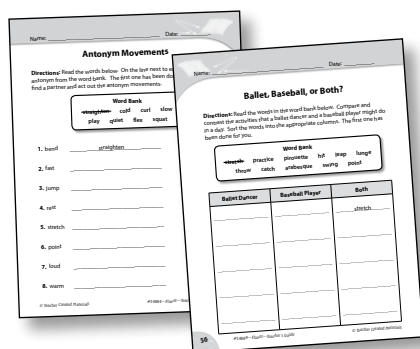 Name: Date:
Antonym Movements
Directions: Read the words below. On the line next to
antonym from the word bank. The first one has been do
find a partner and act out the antonym movements.
Word Bank
straighten cold curl slow
play quiet flex squat
1. bend straighten
2. fast
3. jump
4. rest
5. stretch
6. point
7. loud
8. warm
© Teacher Created Materials
Name: Date:
Ballet, Baseball, or Both?
Directions: Read the words in the word bank below. Compare and
contrast the activities that a ballet dancer and a baseball player might do
in a day. Sort the words into the appropriate columns. The first one has
been done for you.
Word Bank
stretch practice pirouette hit leap lunge
throw catch arabesque swing point
Ballet Dancer Baseball Player Both
stretch
56
Teacher's Guide
© Teacher Created Materials